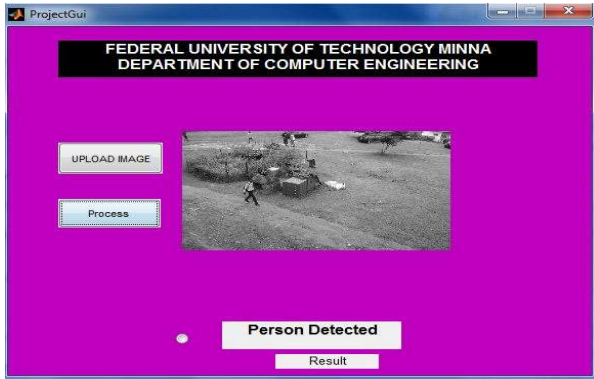 ProjectGui
FEDERAL UNIVERSITY OF TECHNOLOGY MINNA
DEPARTMENT OF COMPUTER ENGINEERING
UPLOAD IMAGE
Process
Person Detected
Result